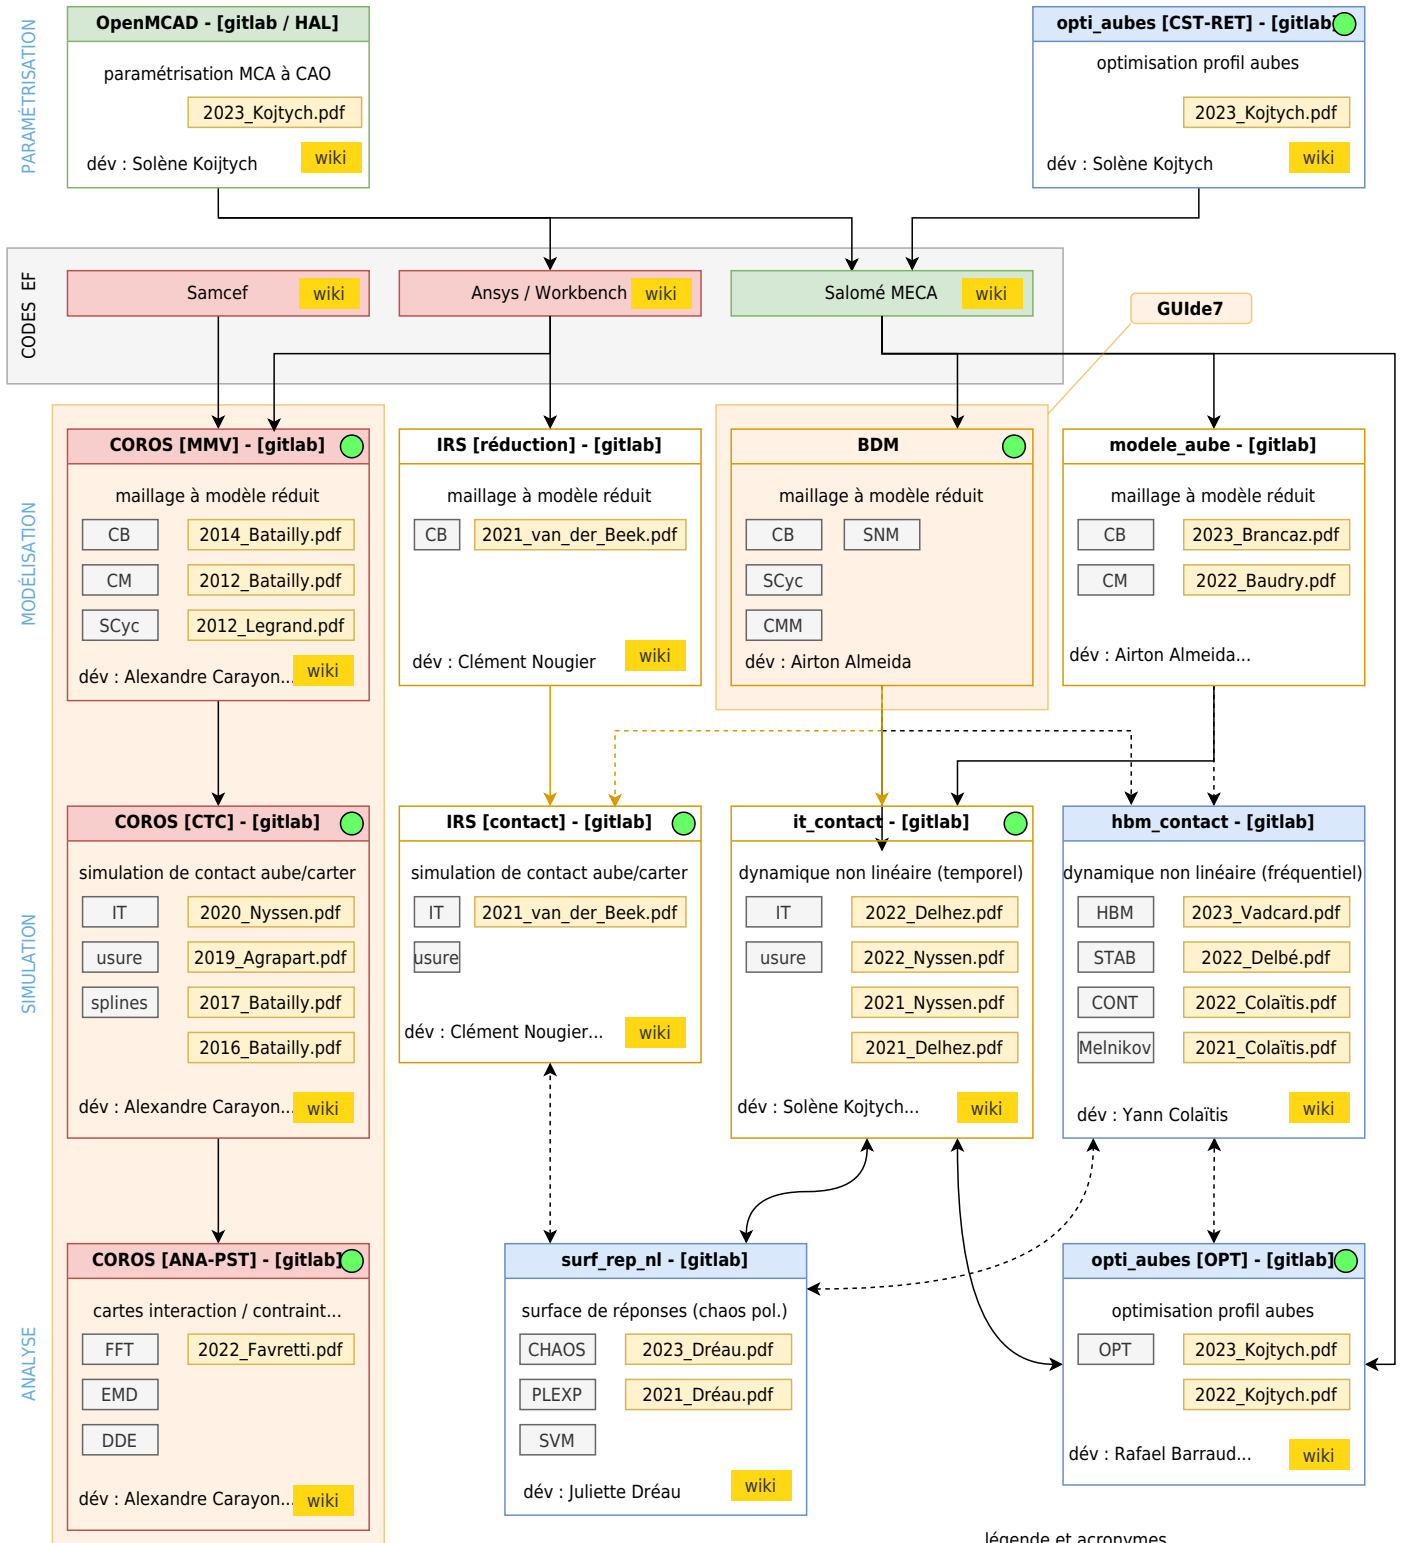 PARAMÉTRISATION
OpenMCAD - [gitlab / HAL]
paramétrisation MCA à CAO
2023_Kojtych.pdf
dév : Solène Koijtych
wiki
opti_aubes [CST-RET] - [gitlab]
optimisation profil aubes
2023_Kojtych.pdf
dév : Solène Kojtych
wiki
CODES EF
Samcef
wiki
Ansys / Workbench
wiki
Salomé MECA
wiki
GUIde7
MODÉLISATION
COROS [MMV] - [gitlab]
maillage à modèle réduit
CB
2014_Batailly.pdf
CM
2012_Batailly.pdf
SCyc
2012_Legrand.pdf
dév : Alexandre Carayon...
wiki
IRS [réduction] - [gitlab]
maillage à modèle réduit
CB
2021_van_der_Beek.pdf
dév : Clément Nougier
wiki
BDM
maillage à modèle réduit
CB
SNM
SCyc
CMM
dév : Airton Almeida
modele_aube - [gitlab]
maillage à modèle réduit
CB
2023_Brancaz.pdf
CM
2022_Baudry.pdf
dév : Airton Almeida...
SIMULATION
COROS [CTC] - [gitlab]
simulation de contact aube/carter
IT
2020_Nyssen.pdf
usure
2019_Agrapart.pdf
splines
2017_Batailly.pdf
2016_Batailly.pdf
dév : Alexandre Carayon...
wiki
IRS [contact] - [gitlab]
simulation de contact aube/carter
IT
2021_van_der_Beek.pdf
usure
dév : Clément Nougier...
wiki
it_contact - [gitlab]
dynamique non linéaire (temporel)
IT
2022_Delhez.pdf
usure
2022_Nyssen.pdf
2021_Nyssen.pdf
2021_Delhez.pdf
dév : Solène Kojtych...
wiki
hbm_contact - [gitlab]
dynamique non linéaire (fréquentiel)
HBM
2023_Vadcard.pdf
STAB
2022_Delbé.pdf
CONT
2022_Colaïtis.pdf
Melnikov
2021_Colaïtis.pdf
dév : Yann Colaïtis
wiki
ANALYSE
COROS [ANA-PST] - [gitlab]
cartes interaction / contraint...
FFT
2022_Favretti.pdf
EMD
DDE
dév : Alexandre Carayon...
wiki
surf_rep_nl - [gitlab]
surface de réponses (chaos pol.)
CHAOS
2023_Dréau.pdf
PLEXP
2021_Dréau.pdf
SVM
dév : Juliette Dréau
wiki
opti_aubes [OPT] - [gitlab]
optimisation profil aubes
OPT
2023_Kojtych.pdf
2022_Kojtych.pdf
dév : Rafael Barraud...
wiki
légende et acronymes